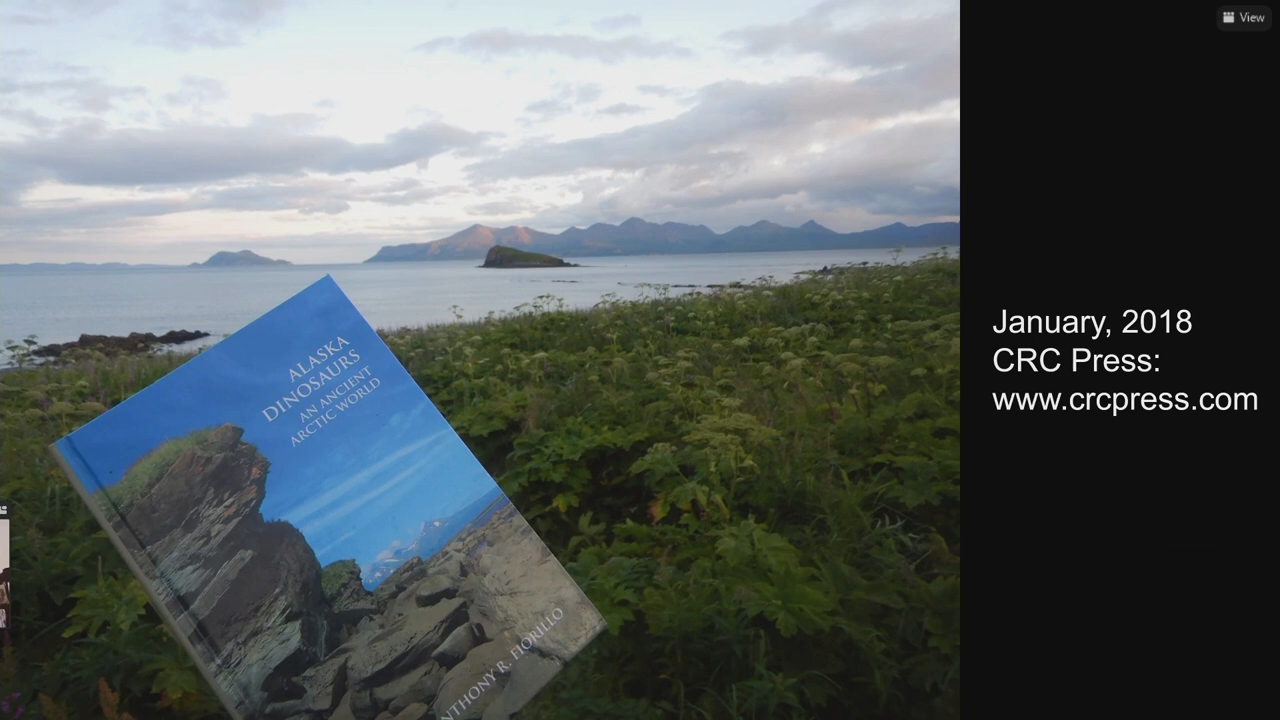 View
ALASKA
DINOSAURS
AN ANCIENT
ARCTIC WORLD
NTHONY R. FIORILLO
January, 2018
CRC Press:
www.crcpress.com